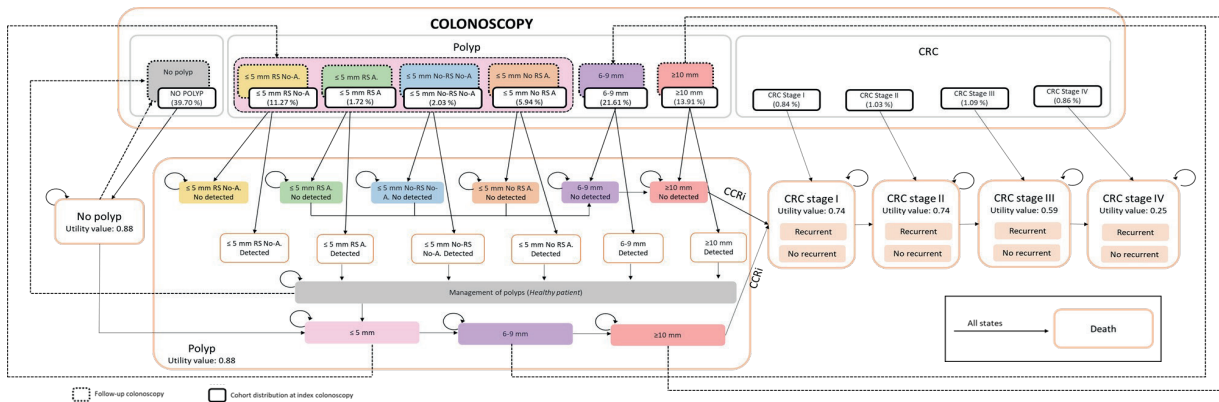 COLONOSCOPY
Polyp
CRC
No polyp
NO POLYP
(39.70 %)
≤ 5 mm RS No-A.
≤ 5 mm RS No-A
(11.27 %)
≤ 5 mm RS A.
≤ 5 mm RS A
(1.72 %)
≤ 5 mm No-RS No-A
≤ 5 mm No-RS No-A
(2.03 %)
≤ 5 mm No RS A.
≤ 5 mm No RS A.
(5.94 %)
6-9 mm
6-9 mm
(21.61 %)
≥10 mm
≥10 mm
(13.91 %)
CRC Stage I
(0.84 %)
CRC Stage II
(1.03 %)
CRC Stage III
(1.09 %)
CRC Stage IV
(0.86 %)
No polyp
Utility value: 0.88
≤ 5 mm RS No-A.
No detected
≤ 5 mm RS A.
No detected
≤ 5 mm No-RS No-
A. No detected
≤ 5 mm No RS A.
No detected
6-9 mm
No detected
≥10 mm
No detected
CCRi
≤ 5 mm RS No-A.
Detected
≤ 5 mm RS A.
Detected
≤ 5 mm No-RS
No-A. Detected
≤ 5 mm No RS A.
Detected
6-9 mm
Detected
≥10 mm
Detected
Management of polyps (Healthy patient)
CCRi
≤ 5 mm
6-9 mm
≥10 mm
Polyp
Utility value: 0.88
CRC stage I
Utility value: 0.74
Recurrent
No recurrent
CRC stage II
Utility value: 0.74
Recurrent
No recurrent
CRC stage III
Utility value: 0.59
Recurrent
No recurrent
CRC stage IV
Utility value: 0.25
Recurrent
No recurrent
All states
Death
Follow-up colonoscopy
Cohort distribution at index colonoscopy